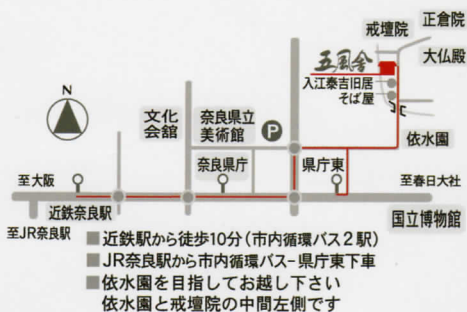 正倉院
戒壇院
大仏殿
五風舎
入江泰吉旧居
そば屋
N
文化
会館
奈良県立
美術館
P
依水園
奈良県庁
県庁東
至大阪
至春日大社
近鉄奈良駅
国立博物館
至JR奈良駅
■近鉄駅から徒歩10分(市内循環バス2駅)
■JR奈良駅から市内循環バス-県庁東下車
■依水園を目指してお越し下さい
依水園と戒壇院の中間左側です